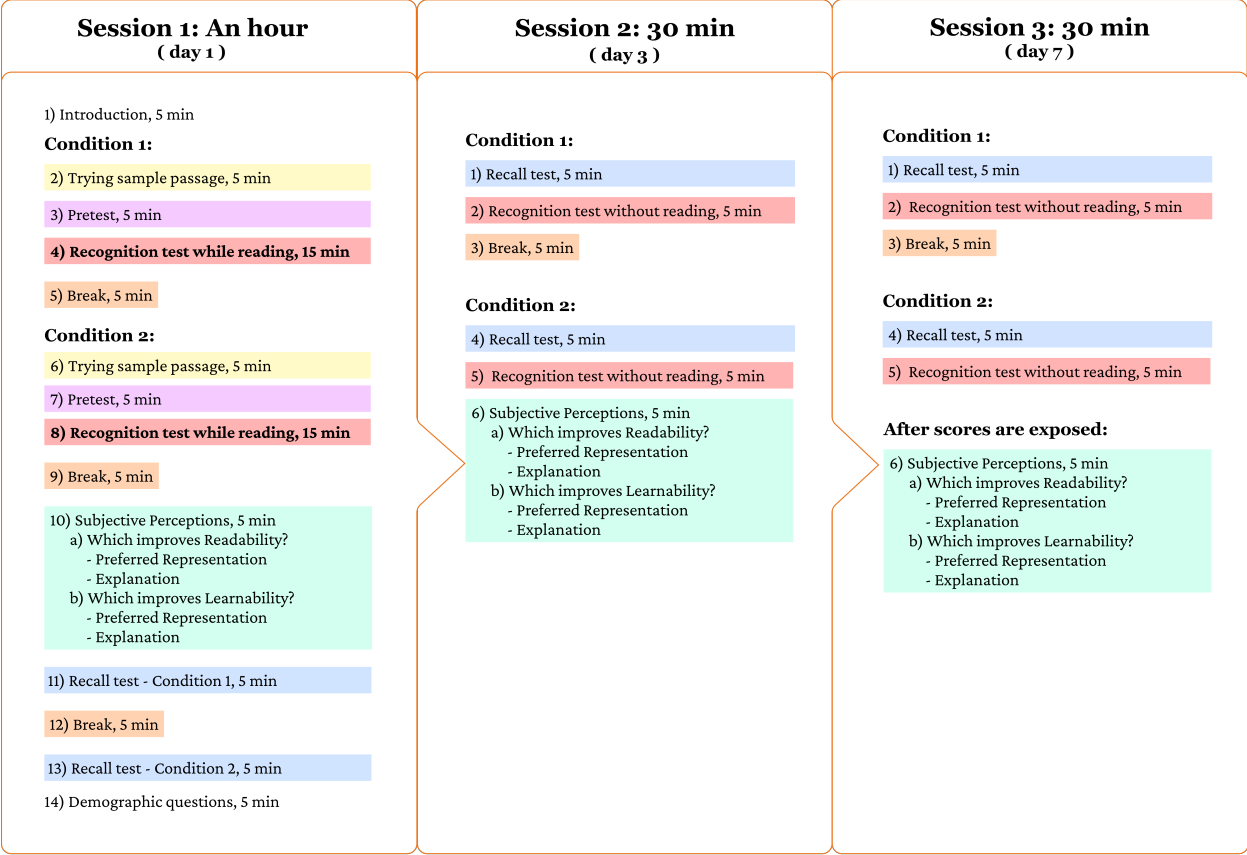 Session 1: An hour
( day 1 )
1) Introduction, 5 min
Condition 1:
2) Trying sample passage, 5 min
3) Pretest, 5 min
4) Recognition test while reading, 15 min
5) Break, 5 min
Condition 2:
6) Trying sample passage, 5 min
7) Pretest, 5 min
8) Recognition test while reading, 15 min
9) Break, 5 min
10) Subjective Perceptions, 5 min
a) Which improves Readability?
- Preferred Representation
- Explanation
b) Which improves Learnability?
- Preferred Representation
- Explanation
11) Recall test - Condition 1, 5 min
12) Break, 5 min
13) Recall test - Condition 2, 5 min
14) Demographic questions, 5 min
Session 2: 30 min
( day 3 )
Condition 1:
1) Recall test, 5 min
2) Recognition test without reading, 5 min
3) Break, 5 min
Condition 2:
4) Recall test, 5 min
5) Recognition test without reading, 5 min
6) Subjective Perceptions, 5 min
a) Which improves Readability?
- Preferred Representation
- Explanation
b) Which improves Learnability?
- Preferred Representation
- Explanation
Session 3: 30 min
( day 7 )
Condition 1:
1) Recall test, 5 min
2) Recognition test without reading, 5 min
3) Break, 5 min
Condition 2:
4) Recall test, 5 min
5) Recognition test without reading, 5 min
After scores are exposed:
6) Subjective Perceptions, 5 min
a) Which improves Readability?
- Preferred Representation
- Explanation
b) Which improves Learnability?
- Preferred Representation
- Explanation